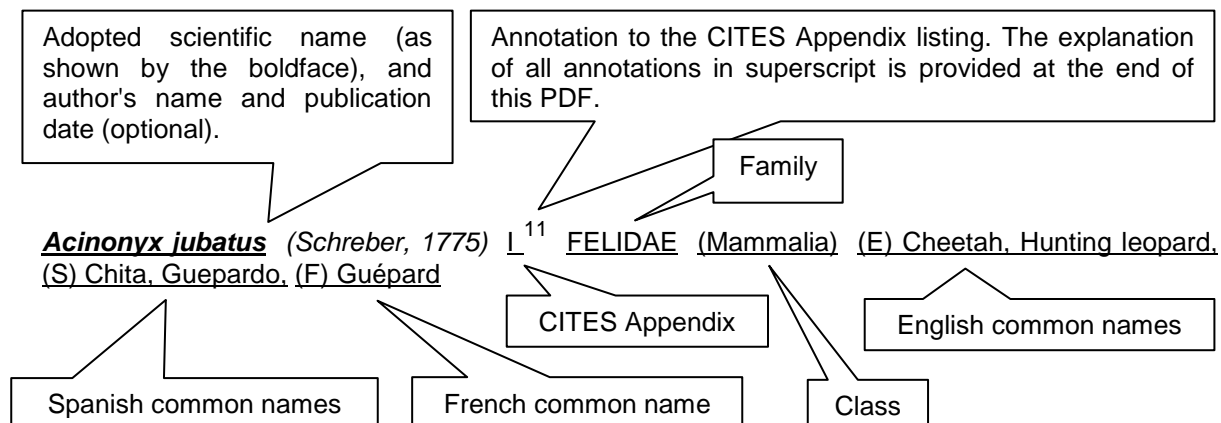 Adopted scientific name (as
shown by the boldface), and
author's name and publication
date (optional).
Annotation to the CITES Appendix listing. The explanation
of all annotations in superscript is provided at the end of
this PDF.
Family
Acinonyx jubatus (Schreber, 1775) I 11 FELIDAE (Mammalia) (E) Cheetah, Hunting leopard,
(S) Chita, Guepardo, (F) Guépard
CITES Appendix
English common names
Spanish common names
French common name
Class